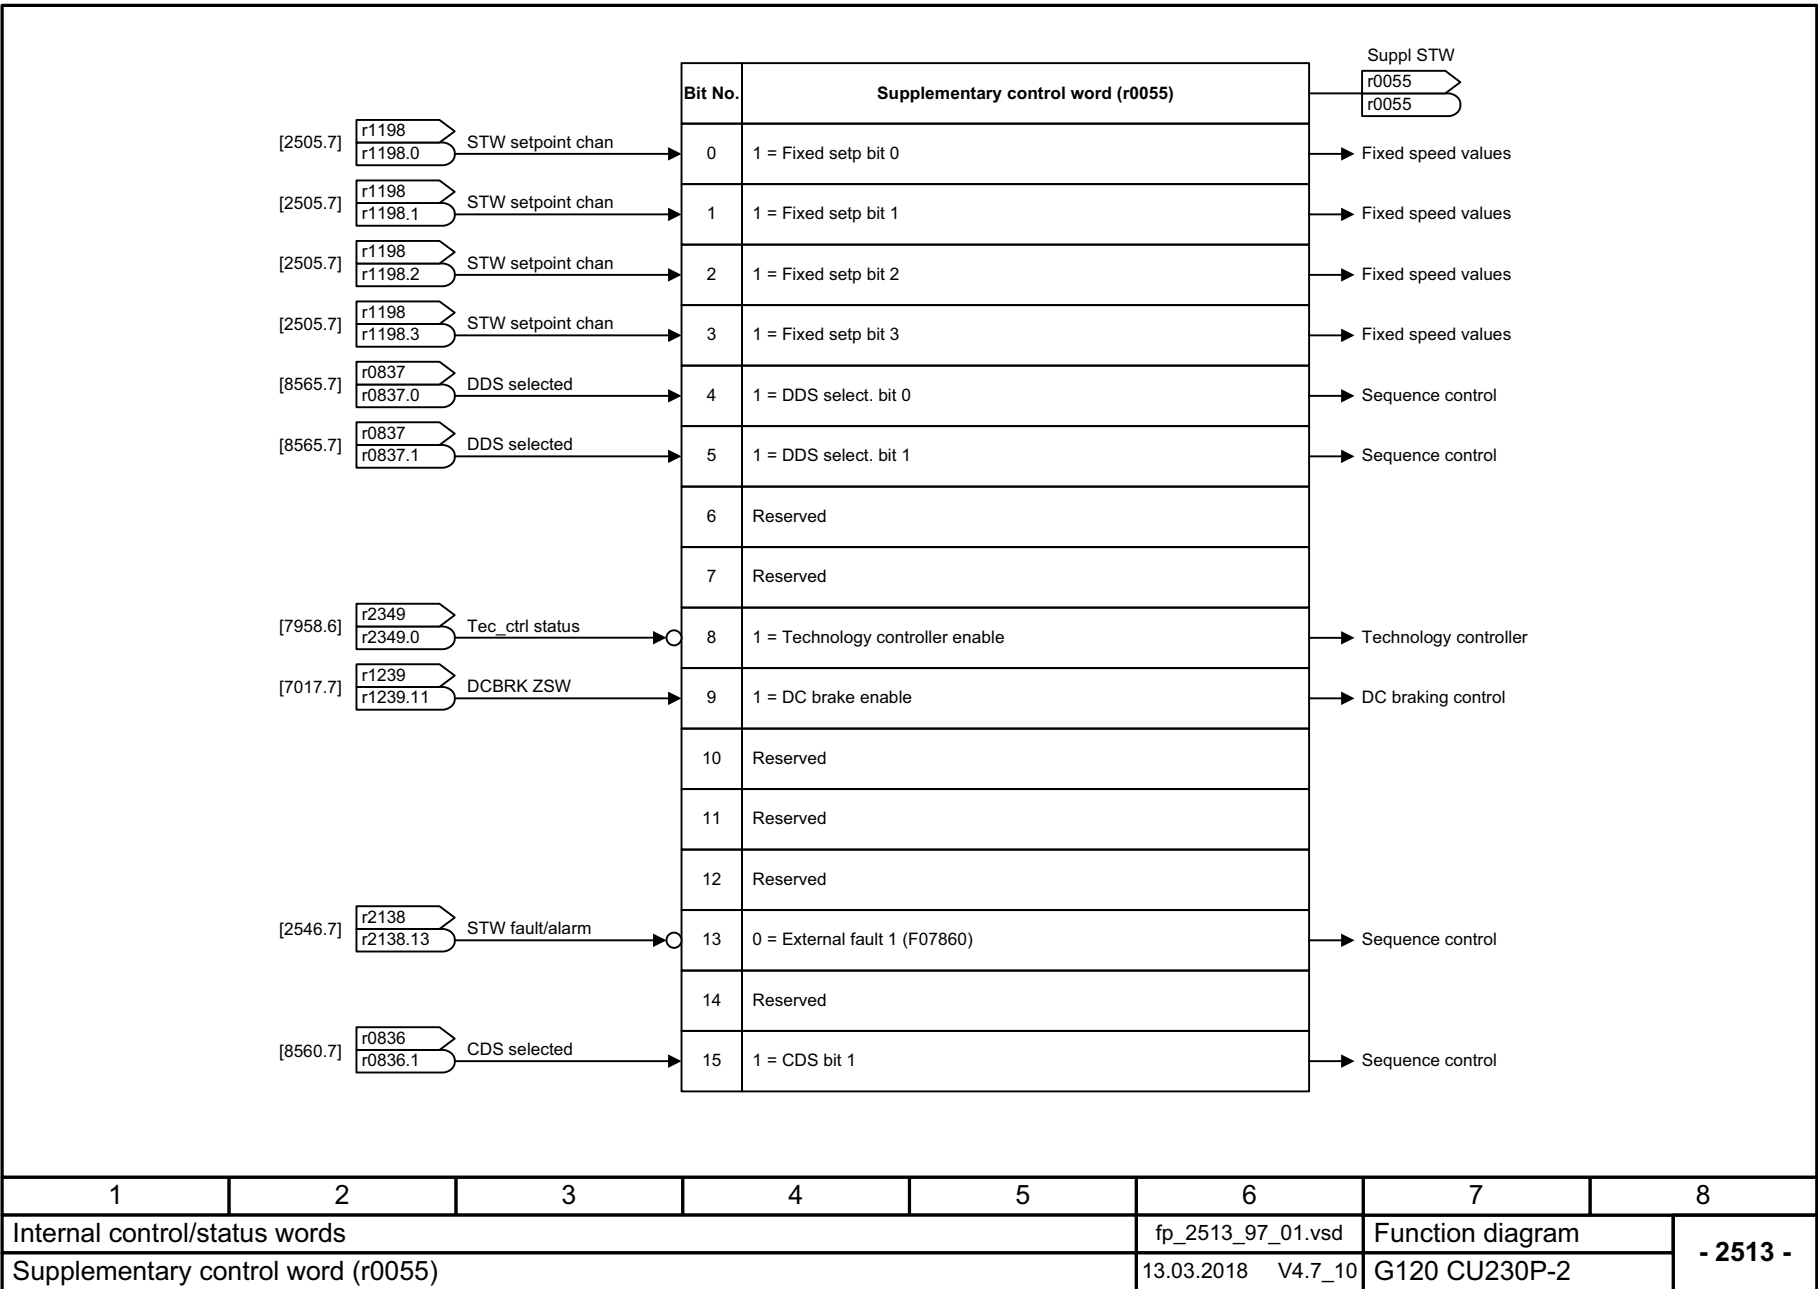 Suppl STW
r0055
r0055
Bit No. Supplementary control word (r0055)
[2505.7] r1198 STW setpoint chan
r1198.0 0 1 = Fixed setp bit 0 Fixed speed values
[2505.7] r1198 STW setpoint chan
r1198.1 1 1 = Fixed setp bit 1 Fixed speed values
[2505.7] r1198 STW setpoint chan
r1198.2 2 1 = Fixed setp bit 2 Fixed speed values
[2505.7] r1198 STW setpoint chan
r1198.3 3 1 = Fixed setp bit 3 Fixed speed values
[8565.7] r0837 DDS selected
r0837.0 4 1 = DDS select. bit 0 Sequence control
[8565.7] r0837 DDS selected
r0837.1 5 1 = DDS select. bit 1 Sequence control
6 Reserved
7 Reserved
[7958.6] r2349 Tec_ctrl status
r2349.0 8 1 = Technology controller enable Technology controller
[7017.7] r1239 DCBRK ZSW
r1239.11 9 1 = DC brake enable DC braking control
10 Reserved
11 Reserved
12 Reserved
[2546.7] r2138 STW fault/alarm
r2138.13 13 0 = External fault 1 (F07860) Sequence control
14 Reserved
[8560.7] r0836 CDS selected
r0836.1 15 1 = CDS bit 1 Sequence control
1 2 3 4 5 6 7 8
Internal control/status words fp_2513_97_01.vsd Function diagram
- 2513 -
Supplementary control word (r0055) 13.03.2018 V4.7_10 G120 CU230P-2